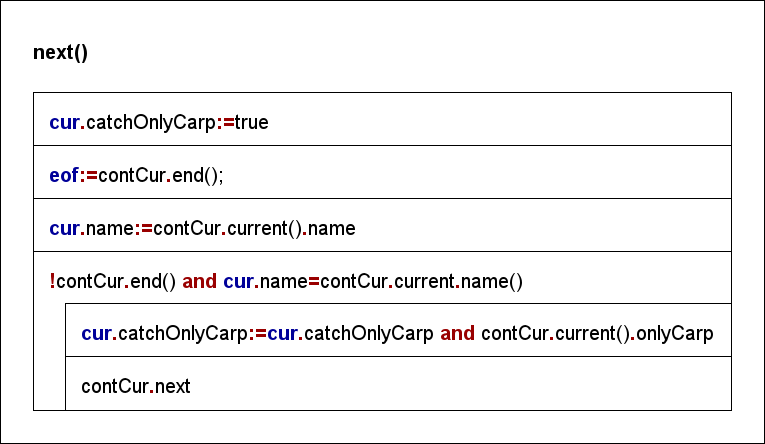 next()
cur.catchOnlyCarp:=true
eof:=contCur.end();
cur.name:=contCur.current().name
!contCur.end() and cur.name=contCur.current.name()
cur.catchOnlyCarp:=cur.catchOnlyCarp and contCur.current().onlyCarp
contCur.next